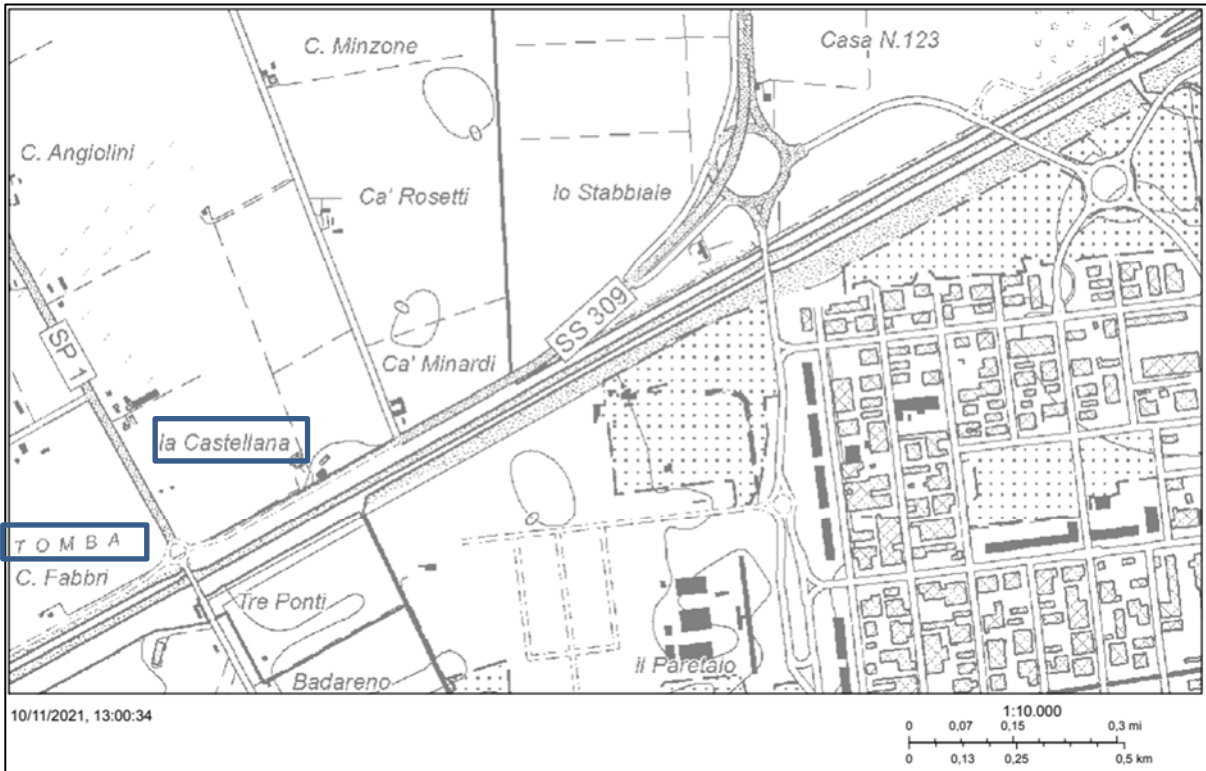 C. Minzone
Casa N.123
C. Angiolini
Ca' Rosetti
lo Stabbiale
SS 309
SP 1
Ca' Minardi
la Castellana
TOMBA
C. Fabbri
Tre Ponti
Il Paretaio
Badareno
10/11/2021, 13:00:34
1:10.000
0 0,07 0,15 0,3 mi
0 0,13 0,25 0,5 km